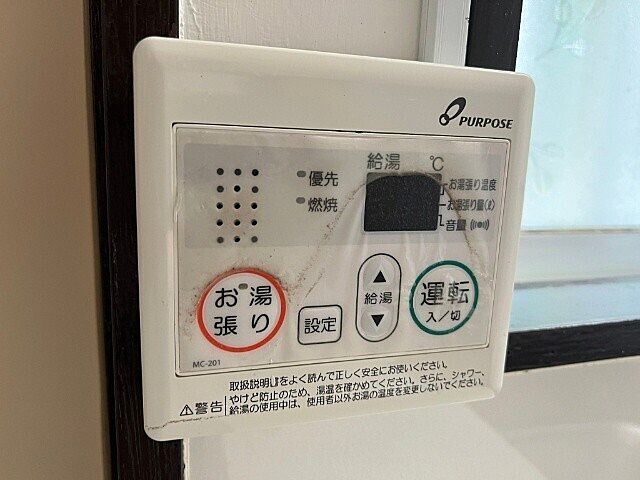 PURPOSE
給湯 ℃
優先
燃焼
お湯張り温度
お湯張り量(ℓ)
音量
お湯
張り
設定
給湯
運転
入/切
MC-201
取扱説明書をよく読んで正しく安全にお使いください。
⚠警告
やけど防止のため、湯温を確かめてください。さらに、シャワー、
給湯の使用中は、使用者以外お湯の温度を変更しないでください。